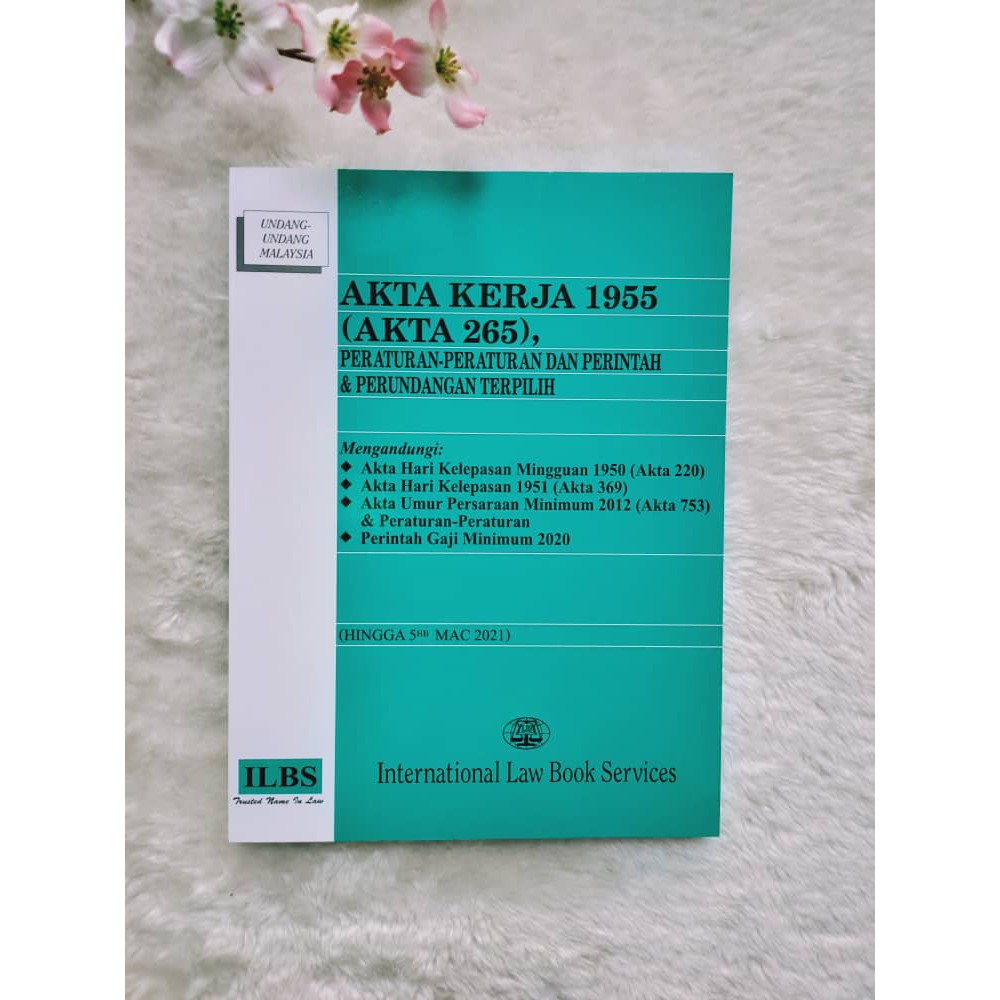 UNDANG-
UNDANG
MALAYSIA
AKTA KERJA 1955
(AKTA 265),
PERATURAN-PERATURAN DAN PERINTAH
& PERUNDANGAN TERPILIH
Mengandungi:
◆ Akta Hari Kelepasan Mingguan 1950 (Akta 220)
◆ Akta Hari Kelepasan 1951 (Akta 369)
◆ Akta Umur Persaraan Minimum 2012 (Akta 753)
& Peraturan-Peraturan
◆ Perintah Gaji Minimum 2020
(HINGGA 5HB MAC 2021)
ILBS
International Law Book Services
ILBS
Trusted Name In Law